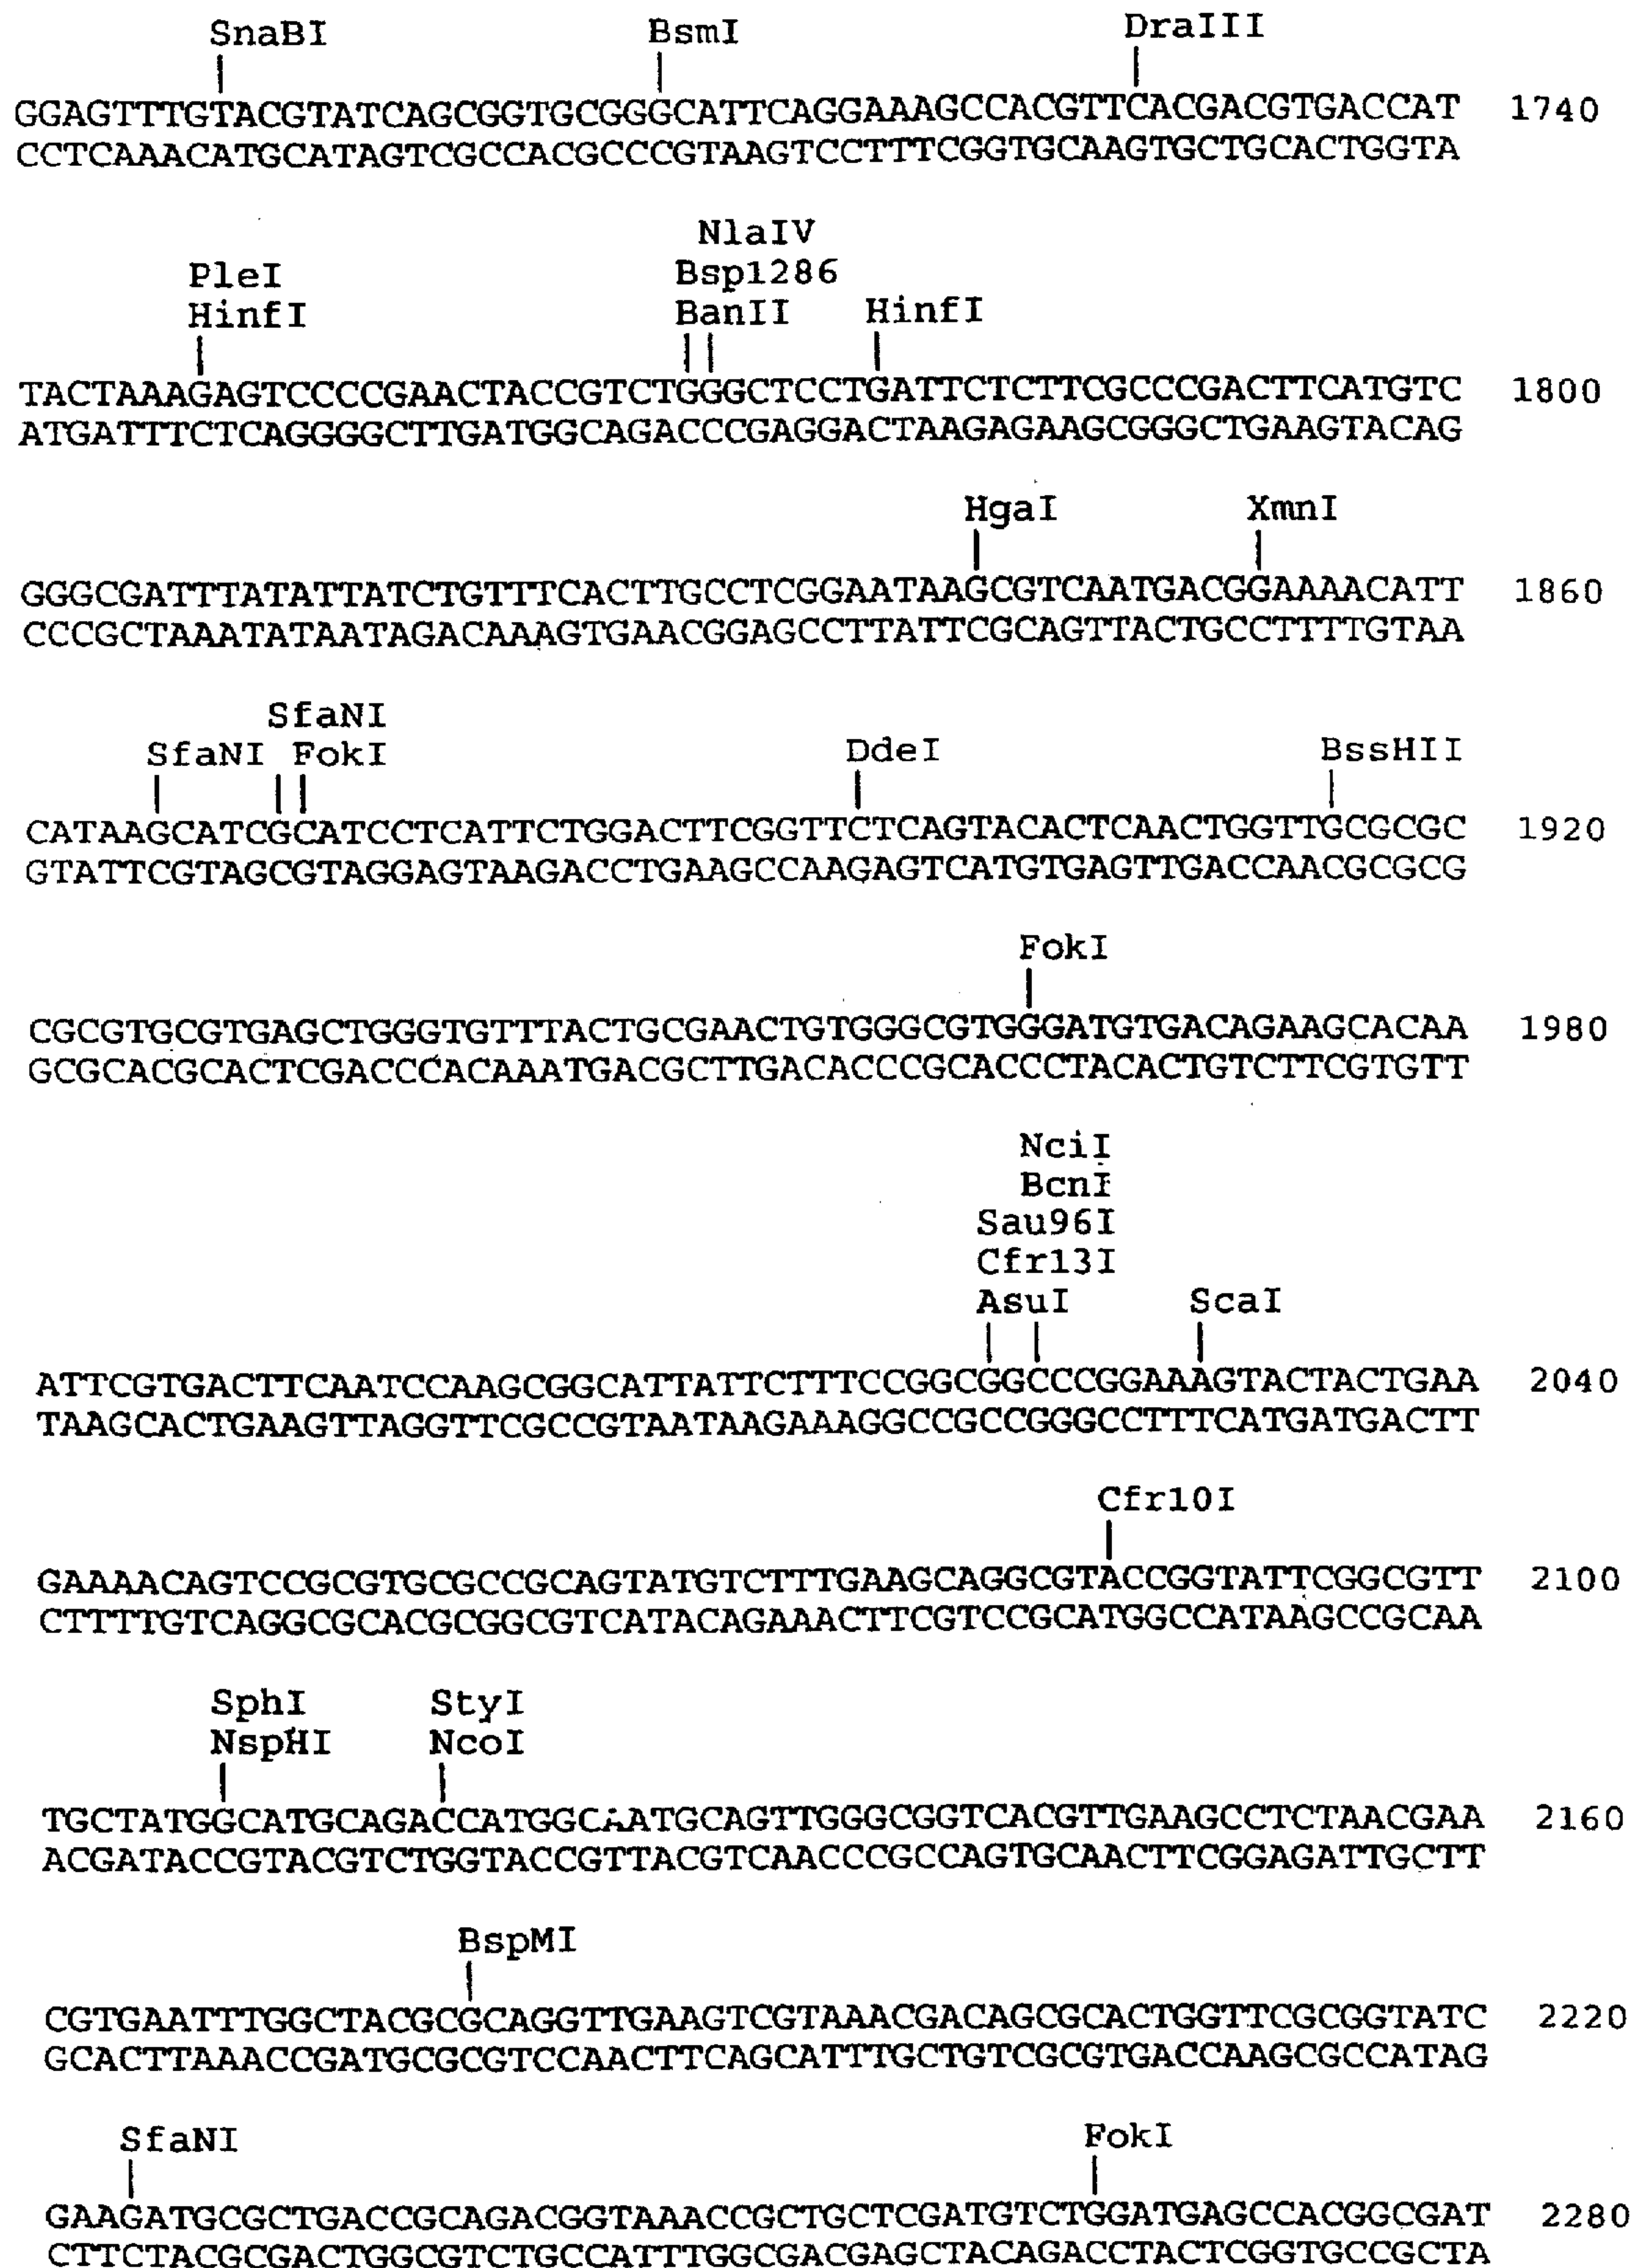 SnaBI BsmI DraIII
GGAGTTTGTACGTATCAGCGGTGCGGGCATTCAGGAAAGCCACGTTCACGACGTGACCAT 1740
CCTCAAACATGCATAGTCGCCACGCCCGTAAGTCCTTTCGGTGCAAGTGCTGCACTGGTA
NlaIV
PleI Bsp1286
HinfI BanII HinfI
TACTAAAGAGTCCCCGAACTACCGTCTGGGCTCCTGATTCTCTTCGCCCGACTTCATGTC 1800
ATGATTTCTCAGGGGCTTGATGGCAGACCCGAGGACTAAGAGAAGCGGGCTGAAGTACAG
HgaI XmnI
GGGCGATTTATATTATCTGTTTCACTTGCCTCGGAATAAGCGTCAATGACGGAAAACATT 1860
CCCGCTAAATATAATAGACAAAGTGAACGGAGCCTTATTCGCAGTTACTGCCTTTTGTAA
SfaNI
SfaNI FokI DdeI BssHII
CATAAGCATCGCATCCTCATTCTGGACTTCGGTTCTCAGTACACTCAACTGGTTGCGCGC 1920
GTATTCGTAGCGTAGGAGTAAGACCTGAAGCCAAGAGTCATGTGAGTTGACCAACGCGCG
FokI
CGCGTGCGTGAGCTGGGTGTTTACTGCGAACTGTGGGCGTGGGATGTGACAGAAGCACAA 1980
GCGCACGCACTCGACCCACAAATGACGCTTGACACCCGCACCCTACACTGTCTTCGTGTT
NciI
BcnI
Sau96I
Cfr13I
AsuI ScaI
ATTCGTGACTTCAATCCAAGCGGCATTATTCTTTCCGGCGGCCCGGAAAGTACTACTGAA 2040
TAAGCACTGAAGTTAGGTTCGCCGTAATAAGAAAGGCCGCCGGGCCTTTCATGATGACTT
Cfr10I
GAAAACAGTCCGCGTGCGCCGCAGTATGTCTTTGAAGCAGGCGTACCGGTATTCGGCGTT 2100
CTTTTGTCAGGCGCACGCGGCGTCATACAGAAACTTCGTCCGCATGGCCATAAGCCGCAA
SphI StyI
NspHI NcoI
TGCTATGGCATGCAGACCATGGCAATGCAGTTGGGCGGTCACGTTGAAGCCTCTAACGAA 2160
ACGATACCGTACGTCTGGTACCGTTACGTCAACCCGCCAGTGCAACTTCGGAGATTGCTT
BspMI
CGTGAATTTGGCTACGCGCAGGTTGAAGTCGTAAACGACAGCGCACTGGTTCGCGGTATC 2220
GCACTTAAACCGATGCGCGTCCAACTTCAGCATTTGCTGTCGCGTGACCAAGCGCCATAG
SfaNI FokI
GAAGATGCGCTGACCGCAGACGGTAAACCGCTGCTCGATGTCTGGATGAGCCACGGCGAT 2280
CTTCTACGCGACTGGCGTCTGCCATTTGGCGACGAGCTACAGACCTACTCGGTGCCGCTA